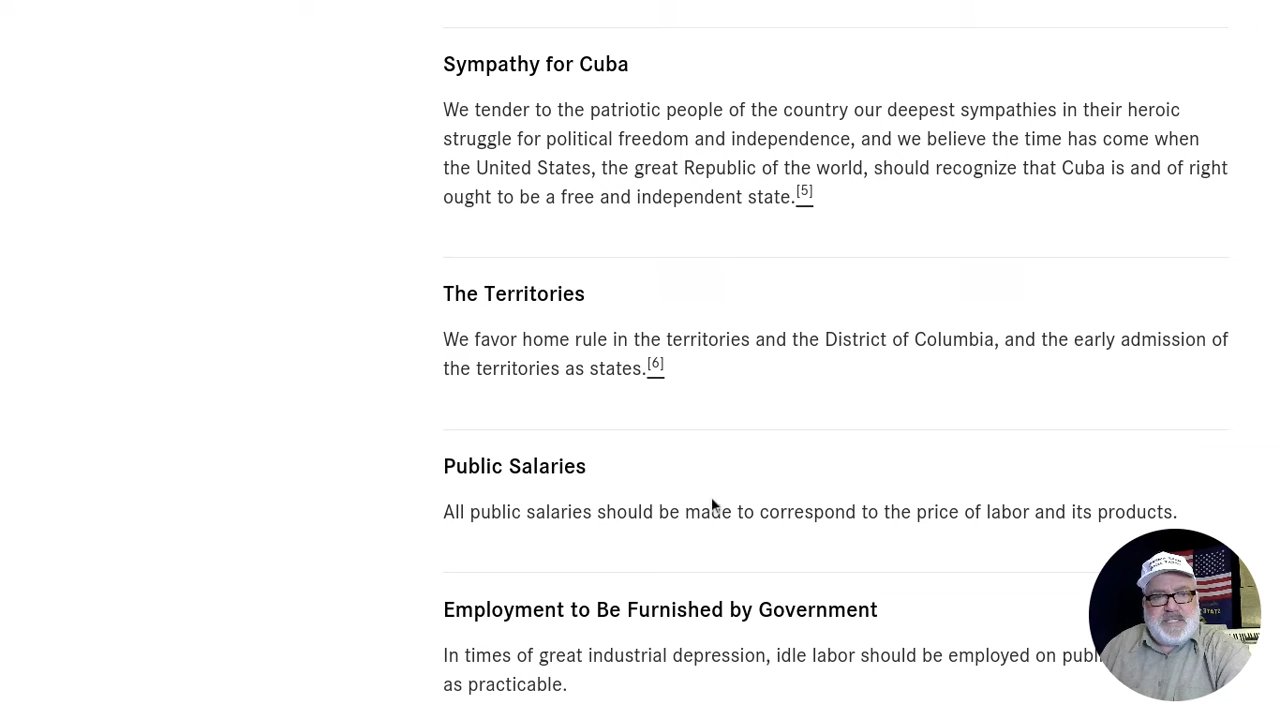 Sympathy for Cuba
We tender to the patriotic people of the country our deepest sympathies in their heroic
struggle for political freedom and independence, and we believe the time has come when
the United States, the great Republic of the world, should recognize that Cuba is and of right
ought to be a free and independent state.[5]
The Territories
We favor home rule in the territories and the District of Columbia, and the early admission of
the territories as states.[6]
Public Salaries
All public salaries should be made to correspond to the price of labor and its products.
Employment to Be Furnished by Government
In times of great industrial depression, idle labor should be employed on
as practicable.